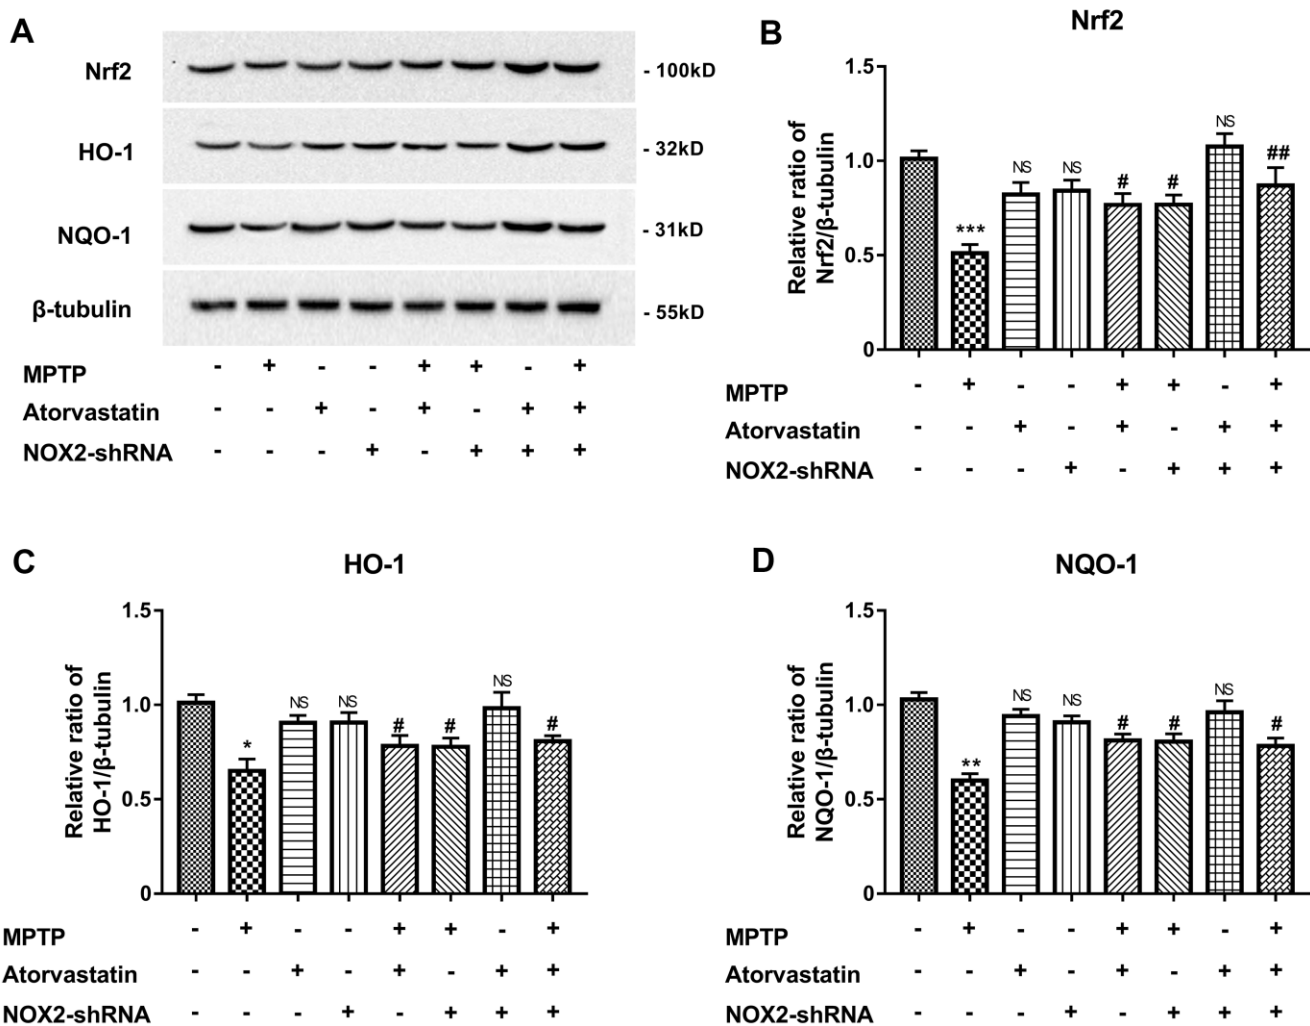 A
Nrf2 - 100kD
HO-1 - 32kD
NQO-1 - 31kD
β-tubulin - 55kD
MPTP - + - - + + - +
Atorvastatin - - + - + - + +
NOX2-shRNA - - - + - + + +
B
Nrf2
Relative ratio of
Nrf2/β-tubulin
1.5
1.0
0.5
0
*** NS NS # # NS ##
MPTP - + - - + + - +
Atorvastatin - - + - + - + +
NOX2-shRNA - - - + - + + +
C
HO-1
Relative ratio of
HO-1/β-tubulin
1.5
1.0
0.5
0
* NS NS # # NS #
MPTP - + - - + + - +
Atorvastatin - - + - + - + +
NOX2-shRNA - - - + - + + +
D
NQO-1
Relative ratio of
NQO-1/β-tubulin
1.5
1.0
0.5
0
** NS NS # # NS #
MPTP - + - - + + - +
Atorvastatin - - + - + - + +
NOX2-shRNA - - - + - + + +